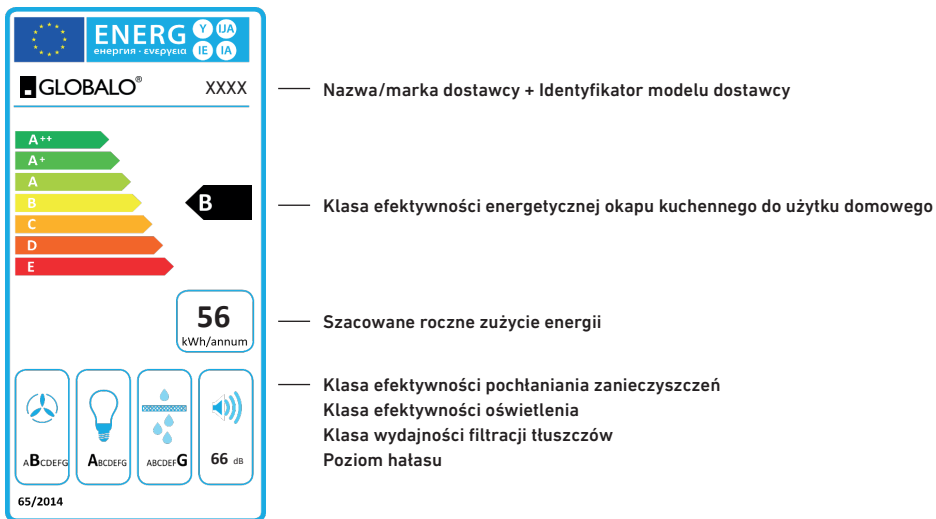 ENERG Y IJA
енергия · ενεργεια IE IA
GLOBALO® XXXX
Nazwa/marka dostawcy + Identyfikator modelu dostawcy
A++
A+
A
B
B
Klasa efektywności energetycznej okapu kuchennego do użytku domowego
C
D
E
56
kWh/annum
Szacowane roczne zużycie energii
Klasa efektywności pochłaniania zanieczyszczeń
Klasa efektywności oświetlenia
Klasa wydajności filtracji tłuszczów
Poziom hałasu
ABCDEFG
ABCDEFG
ABCDEFG
66 dB
65/2014